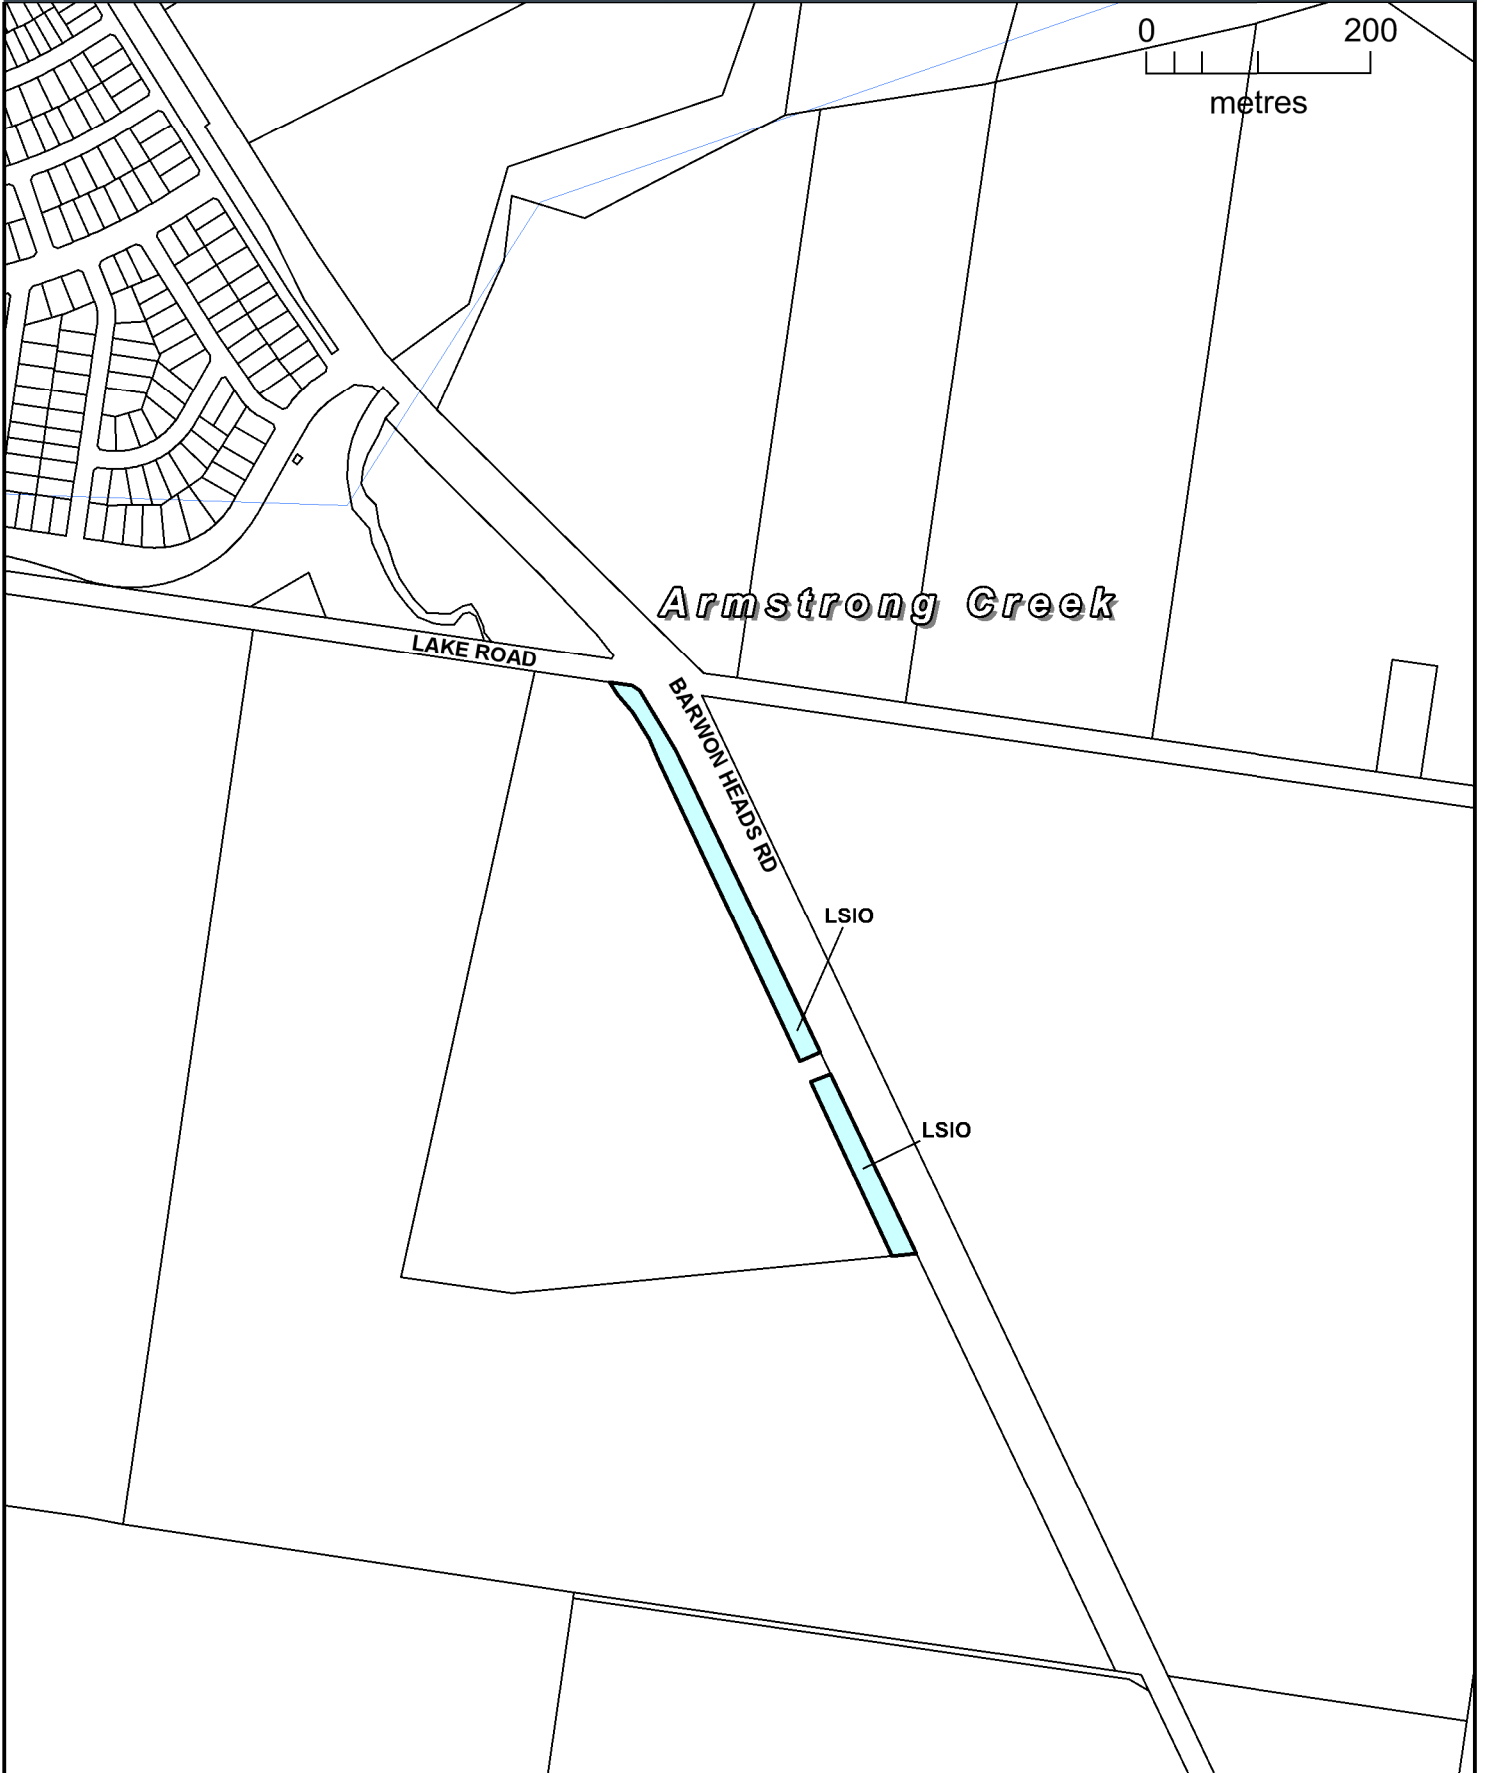 0 200
metres
Armstrong Creek
LAKE ROAD
BARWON HEADS RD
LSIO
LSIO